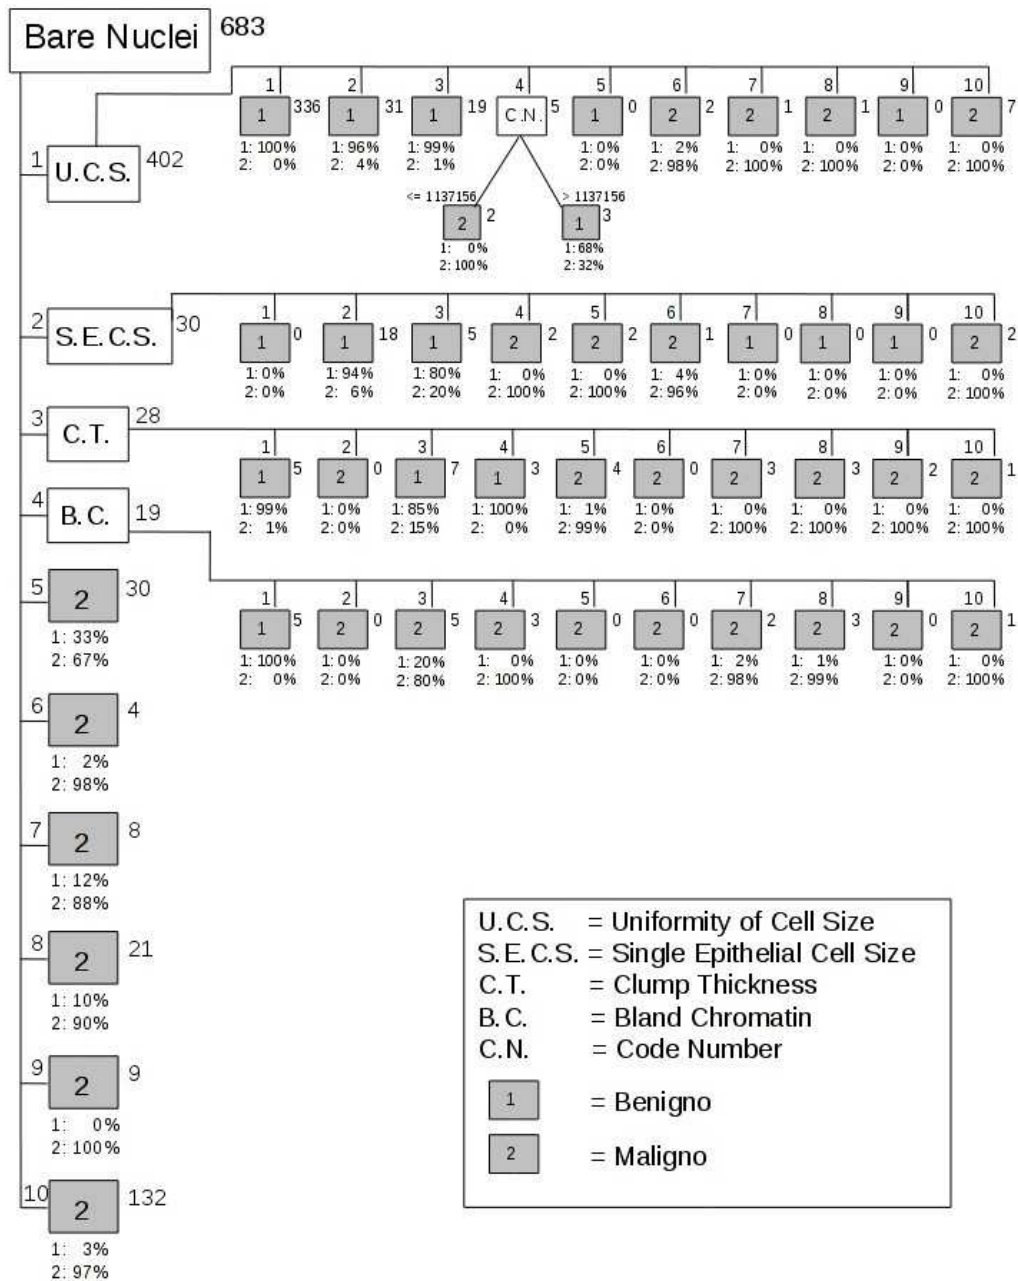 Bare Nuclei 683
1 2 3 4 5 6 7 8 9 10
1 336 1 31 1 19 C.N. 5 1 0 2 2 2 1 2 1 1 0 2 7
1: 100% 1: 96% 1: 99% 1: 0% 1: 2% 1: 0% 1: 0% 1: 0% 1: 0%
2: 0% 2: 4% 2: 1% 2: 0% 2: 98% 2: 100% 2: 100% 2: 0% 2: 100%
1 U.C.S. 402
<= 1137156 > 1137156
2 2 1 3
1: 0% 1: 68%
2: 100% 2: 32%
1 2 3 4 5 6 7 8 9 10
2 S.E.C.S. 30 1 0 1 18 1 5 2 2 2 2 2 1 1 0 1 0 1 0 2 2
1: 0% 1: 94% 1: 80% 1: 0% 1: 0% 1: 4% 1: 0% 1: 0% 1: 0% 1: 0%
2: 0% 2: 6% 2: 20% 2: 100% 2: 100% 2: 96% 2: 0% 2: 0% 2: 0% 2: 100%
3 C.T. 28
1 2 3 4 5 6 7 8 9 10
1 5 2 0 1 7 1 3 2 4 2 0 2 3 2 3 2 2 2 1
1: 99% 1: 0% 1: 85% 1: 100% 1: 1% 1: 0% 1: 0% 1: 0% 1: 0% 1: 0%
2: 1% 2: 0% 2: 15% 2: 0% 2: 99% 2: 0% 2: 100% 2: 100% 2: 100% 2: 100%
4 B.C. 19
1 2 3 4 5 6 7 8 9 10
1 5 2 0 2 5 2 3 2 0 2 0 2 2 2 3 2 0 2 1
1: 100% 1: 0% 1: 20% 1: 0% 1: 0% 1: 0% 1: 2% 1: 1% 1: 0% 1: 0%
2: 0% 2: 0% 2: 80% 2: 100% 2: 0% 2: 0% 2: 98% 2: 99% 2: 0% 2: 100%
5 2 30
1: 33%
2: 67%
6 2 4
1: 2%
2: 98%
7 2 8
1: 12%
2: 88%
8 2 21
1: 10%
2: 90%
9 2 9
1: 0%
2: 100%
10 2 132
1: 3%
2: 97%
U.C.S. = Uniformity of Cell Size
S.E.C.S. = Single Epithelial Cell Size
C.T. = Clump Thickness
B.C. = Bland Chromatin
C.N. = Code Number
1 = Benigno
2 = Maligno